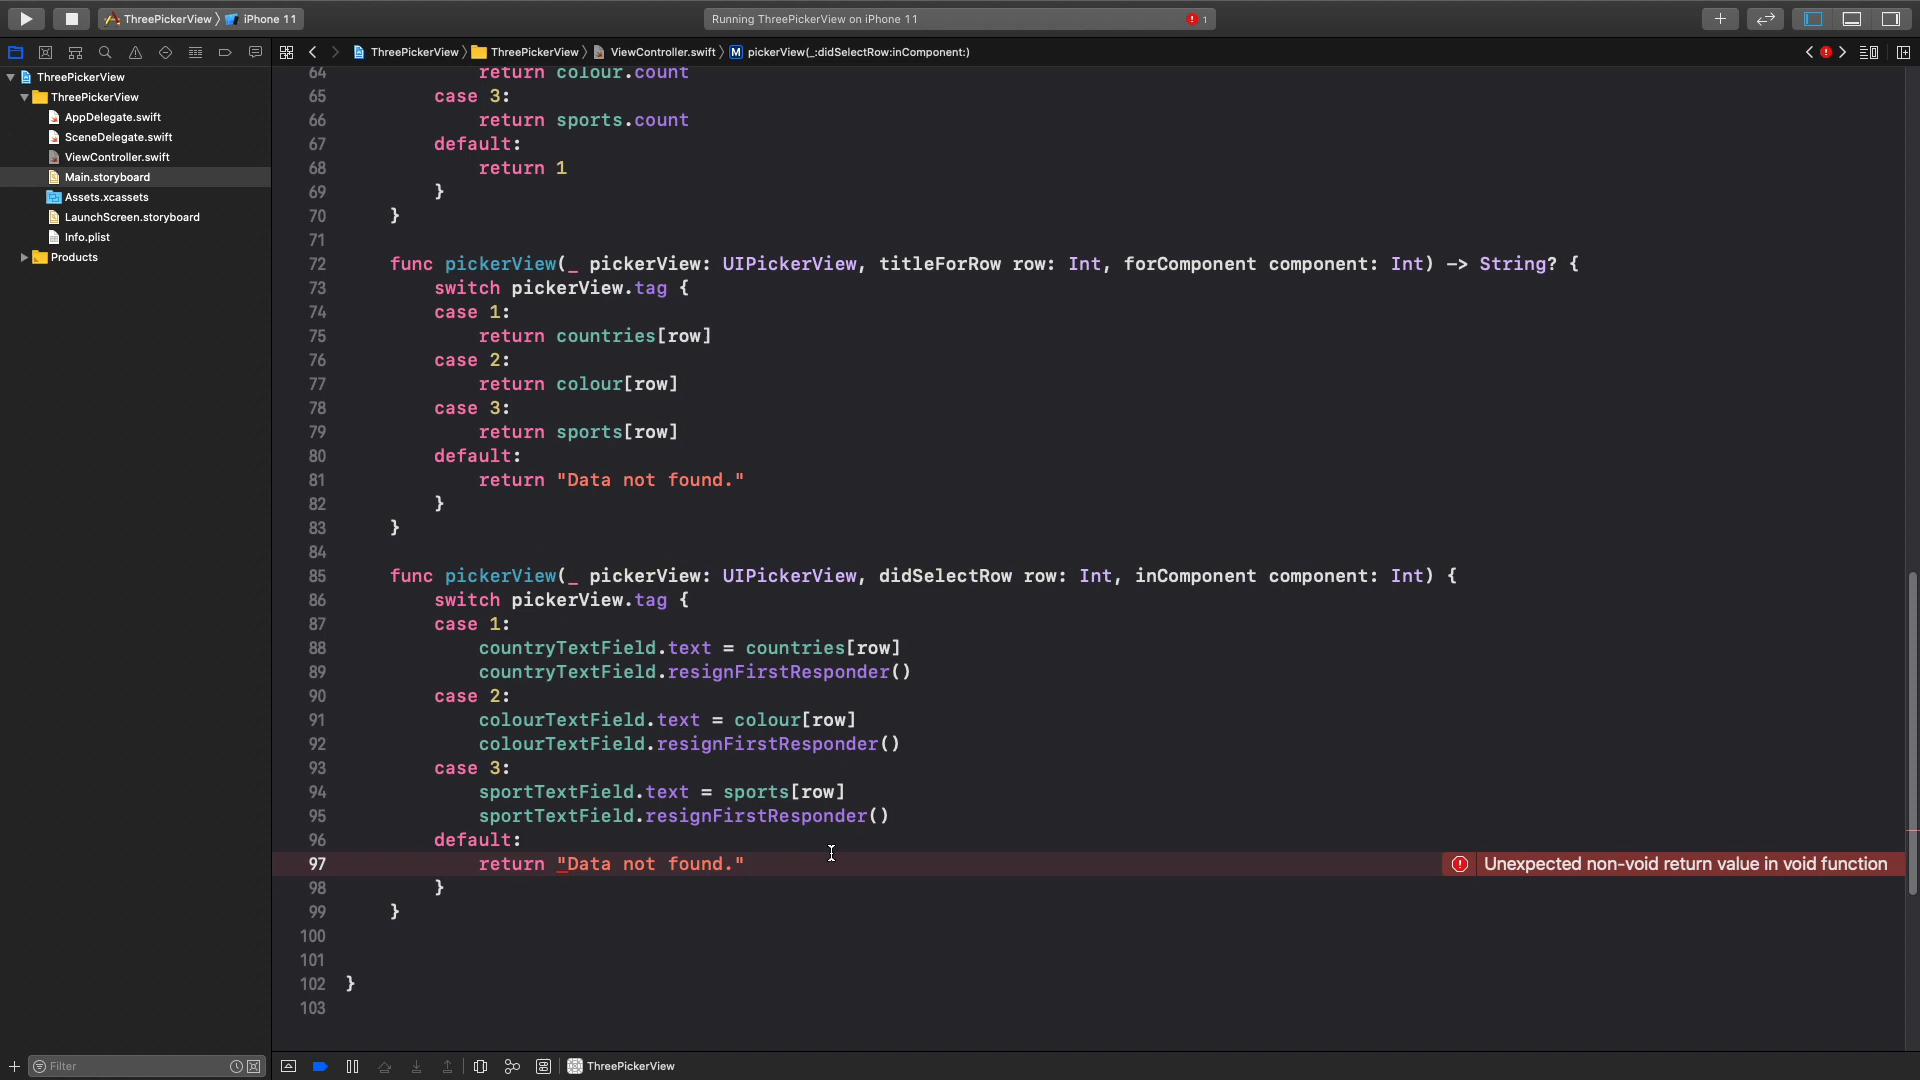 ThreePickerView 〉 iPhone 11
Running ThreePickerView on iPhone 11
1
ThreePickerView 〉 ThreePickerView 〉 ViewController.swift 〉 M pickerView(_:didSelectRow:inComponent:)
ThreePickerView
ThreePickerView
AppDelegate.swift
SceneDelegate.swift
ViewController.swift
Main.storyboard
Assets.xcassets
LaunchScreen.storyboard
Info.plist
Products
64 return colour.count
65 case 3:
66 return sports.count
67 default:
68 return 1
69 }
70 }
71
72 func pickerView(_ pickerView: UIPickerView, titleForRow row: Int, forComponent component: Int) -> String? {
73 switch pickerView.tag {
74 case 1:
75 return countries[row]
76 case 2:
77 return colour[row]
78 case 3:
79 return sports[row]
80 default:
81 return "Data not found."
82 }
83 }
84
85 func pickerView(_ pickerView: UIPickerView, didSelectRow row: Int, inComponent component: Int) {
86 switch pickerView.tag {
87 case 1:
88 countryTextField.text = countries[row]
89 countryTextField.resignFirstResponder()
90 case 2:
91 colourTextField.text = colour[row]
92 colourTextField.resignFirstResponder()
93 case 3:
94 sportTextField.text = sports[row]
95 sportTextField.resignFirstResponder()
96 default:
97 return "Data not found." Unexpected non-void return value in void function
98 }
99 }
100
101
102 }
103
Filter
ThreePickerView